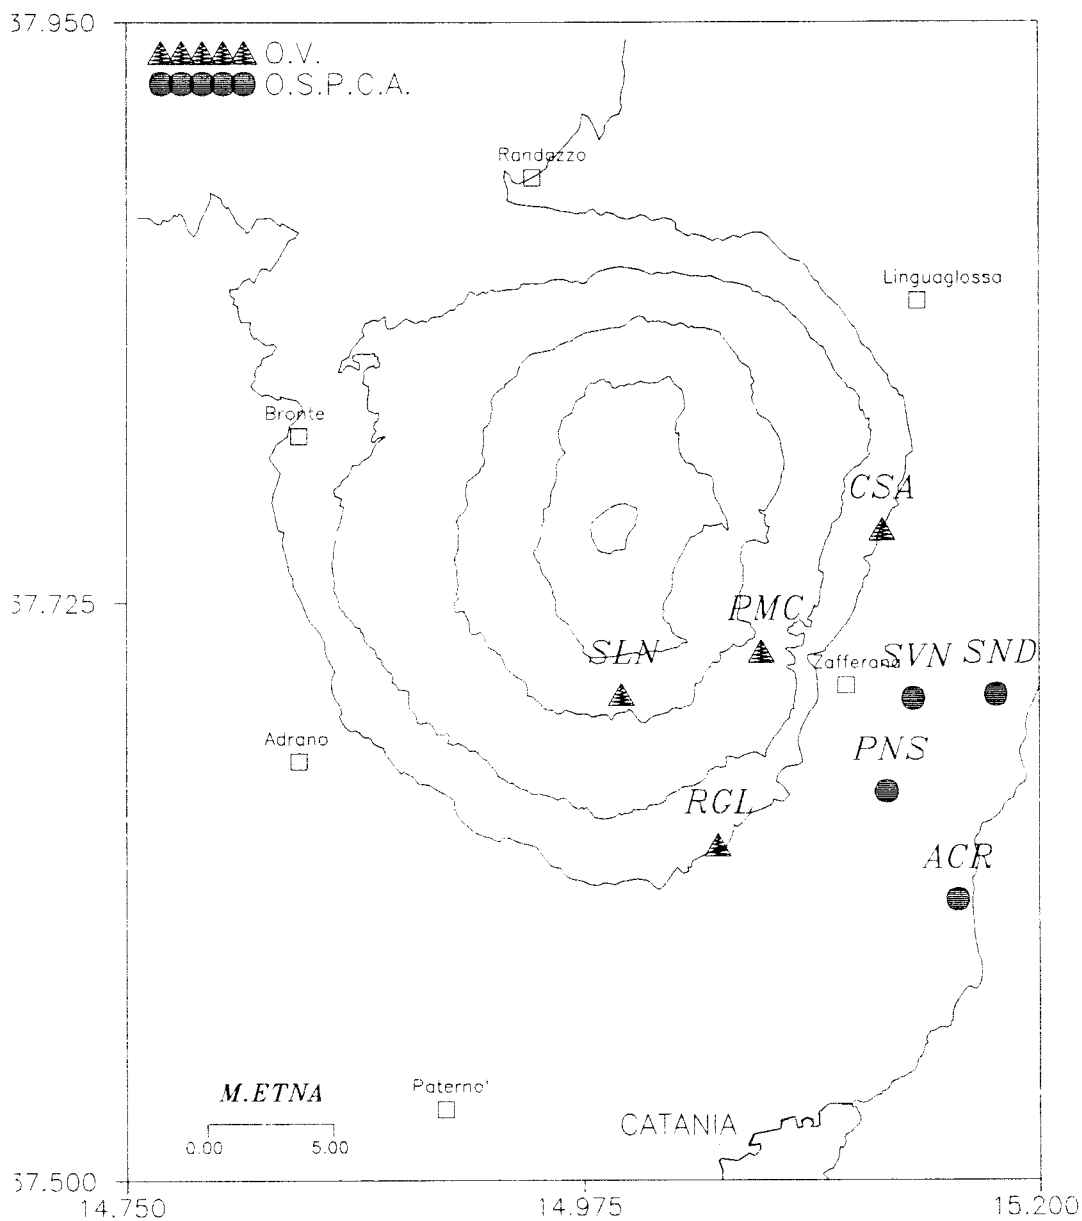 37.950
O.V.
O.S.P.C.A.
Randazzo
Linguaglossa
Bronte
CSA
37.725
PMC
SLN
Zafferana
SVN
SND
Adrano
PNS
RGL
ACR
M.ETNA
0.00
5.00
Paterno'
CATANIA
37.500
14.750
14.975
15.200